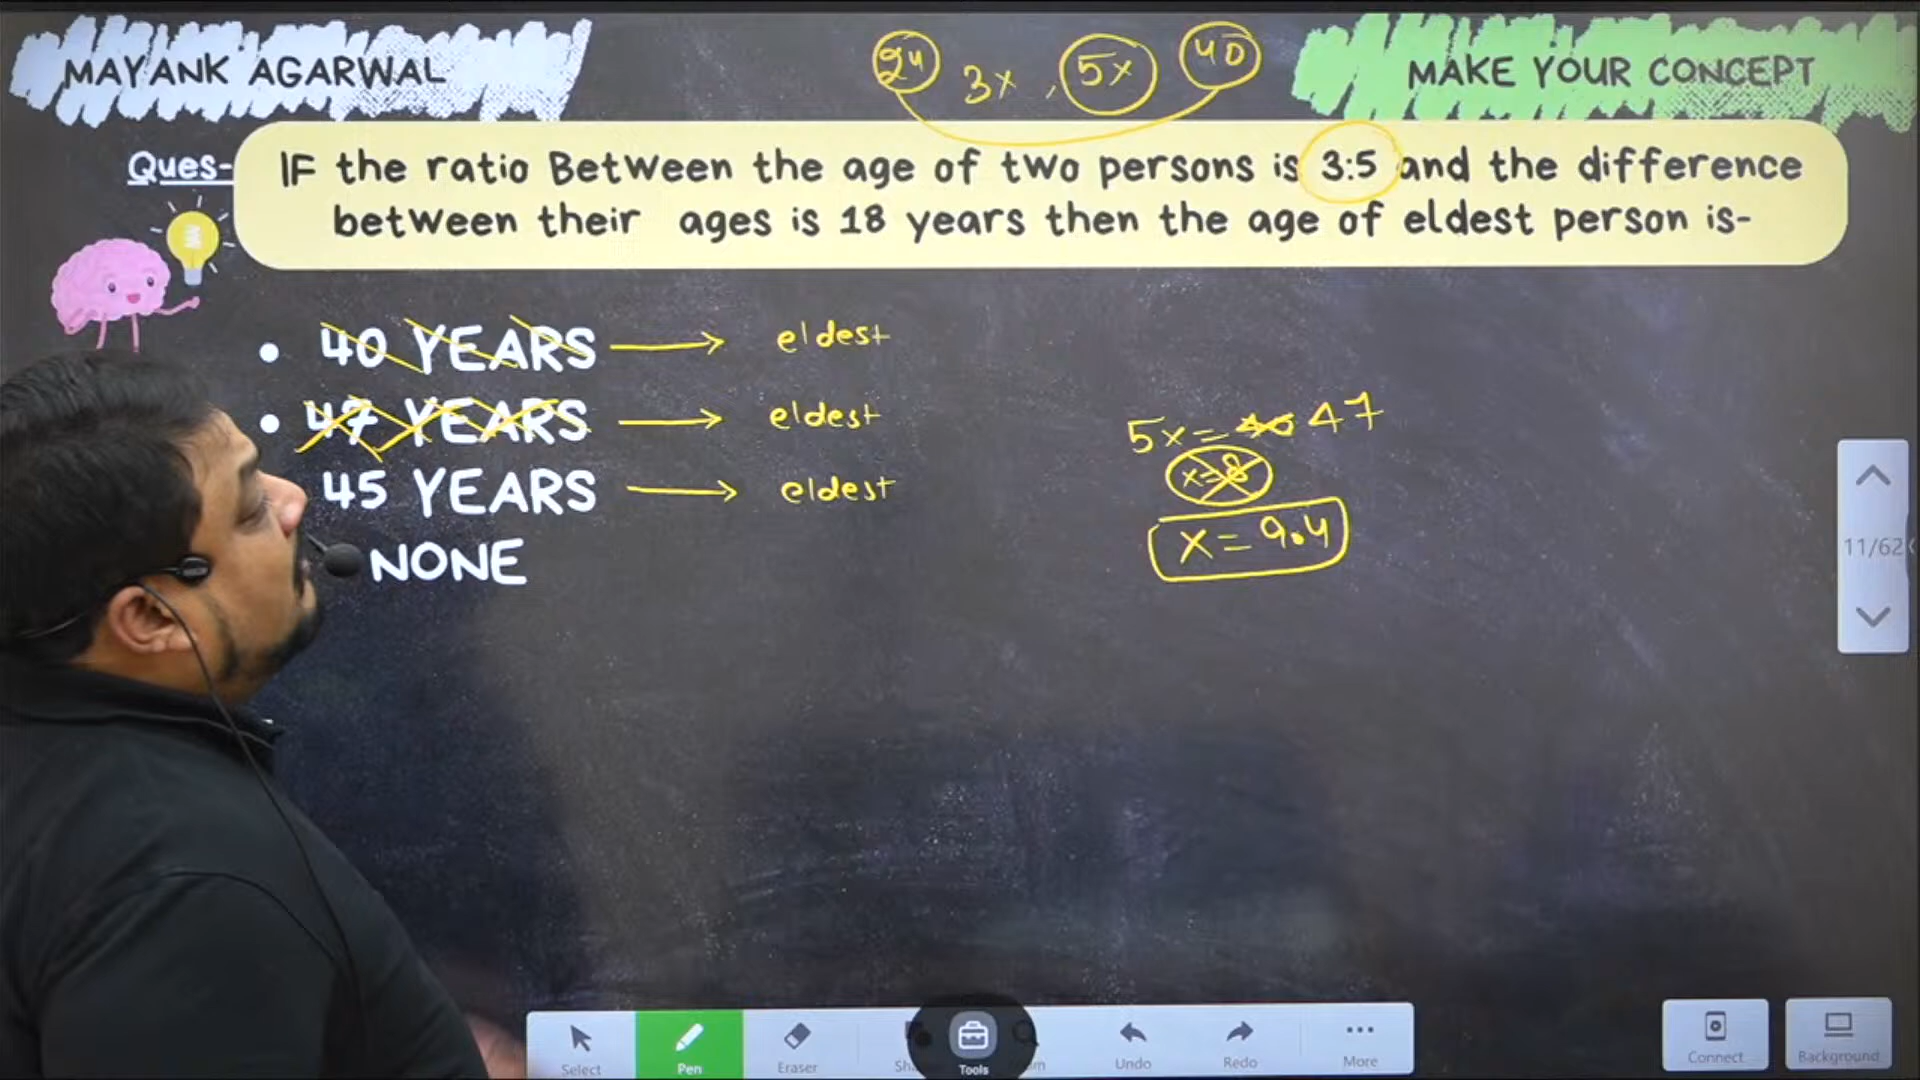 MAYANK AGARWAL
24 3x , 5x 40
MAKE YOUR CONCEPT
Ques-
IF the ratio Between the age of two persons is 3:5 and the difference
between their ages is 18 years then the age of eldest person is-
• 40 YEARS → eldest
• 47 YEARS → eldest
45 YEARS → eldest
NONE
5x = 40 47
x=8
x = 9.4
11/62
Select
Pen
Eraser
Tools
Undo
Redo
More
Connect
Background